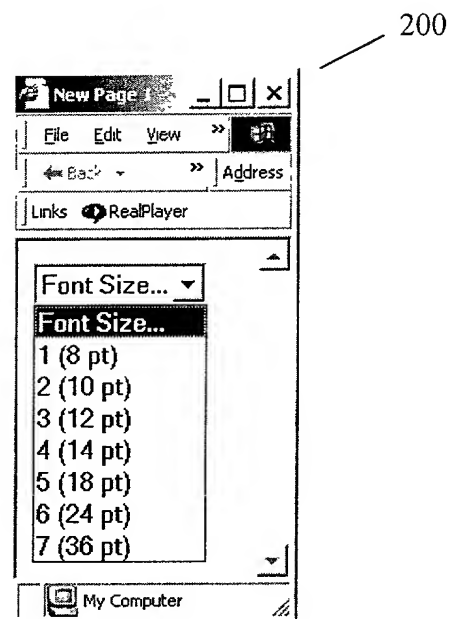 200
New Page 1
File Edit View »
Back » Address
Links RealPlayer
Font Size...
Font Size...
1 (8 pt)
2 (10 pt)
3 (12 pt)
4 (14 pt)
5 (18 pt)
6 (24 pt)
7 (36 pt)
My Computer